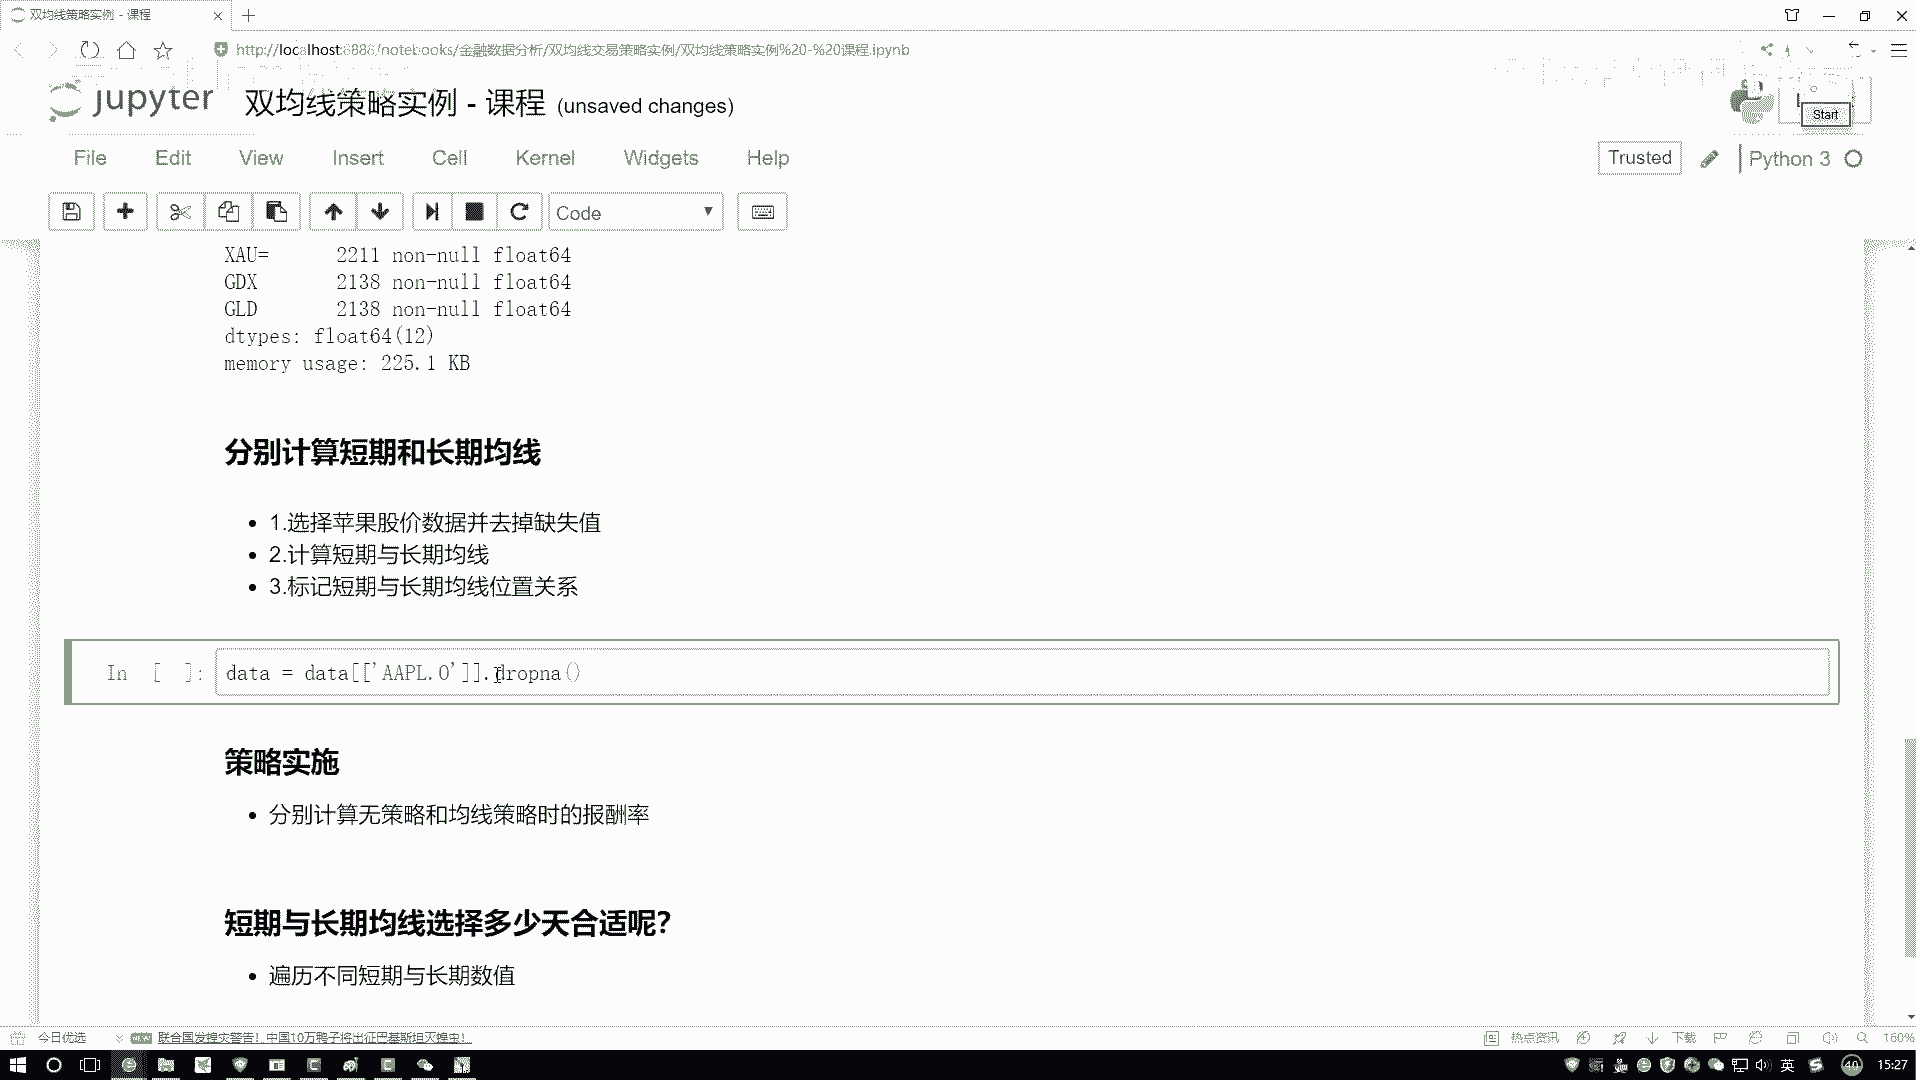 双均线策略实例 - 课程
http://localhost:8888/notebooks/金融数据分析/双均线交易策略实例/双均线策略实例%20-%20课程.ipynb
jupyter 双均线策略实例 - 课程 (unsaved changes)
Start
File Edit View Insert Cell Kernel Widgets Help
Trusted Python 3
Code
XAU= 2211 non-null float64
GDX 2138 non-null float64
GLD 2138 non-null float64
dtypes: float64(12)
memory usage: 225.1 KB
分别计算短期和长期均线
1.选择苹果股价数据并去掉缺失值
2.计算短期与长期均线
3.标记短期与长期均线位置关系
In [ ]: data = data[['AAPL.O']].dropna()
策略实施
分别计算无策略和均线策略时的报酬率
短期与长期均线选择多少天合适呢?
遍历不同短期与长期数值
今日优选 NEW 联合国发蝗灾警告! 中国10万鸭子将出征巴基斯坦灭蝗虫! 热点资讯 下载 160%
英 40 15:27